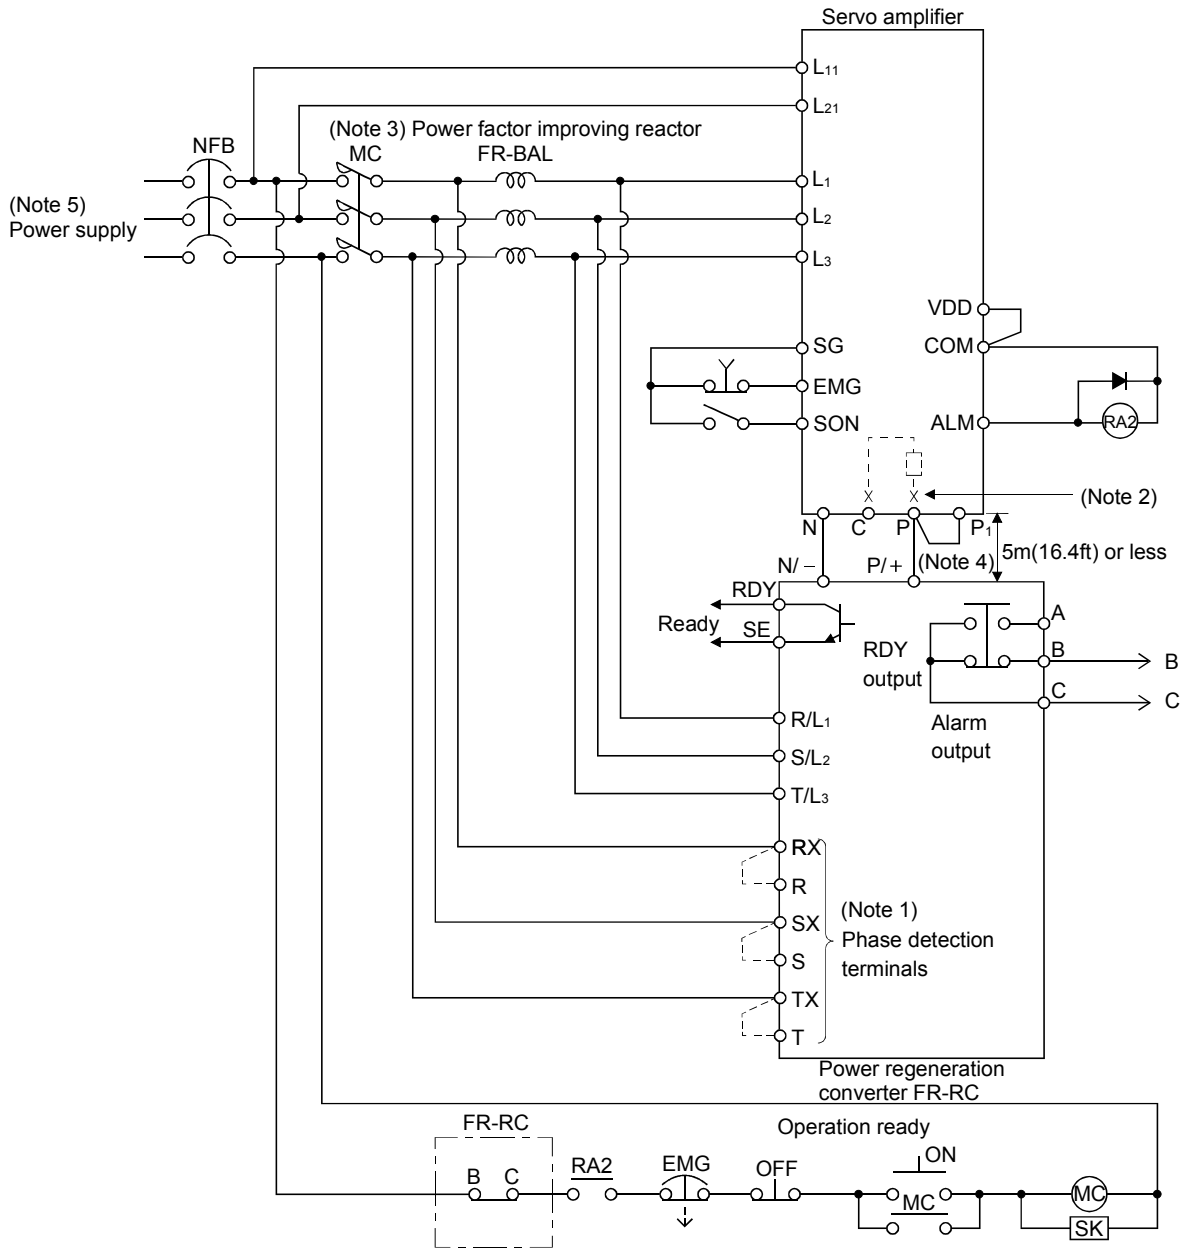 Servo amplifier
L11
L21
(Note 3) Power factor improving reactor
NFB
MC
FR-BAL
L1
(Note 5)
Power supply
L2
L3
VDD
SG
COM
EMG
SON
ALM
RA2
(Note 2)
N
C
P
P1
5m(16.4ft) or less
N/−
P/+
(Note 4)
RDY
Ready
SE
A
RDY
output
B
B
C
C
Alarm
output
R/L1
S/L2
T/L3
RX
R
(Note 1)
Phase detection
terminals
SX
S
TX
T
Power regeneration
converter FR-RC
FR-RC
Operation ready
B
C
RA2
EMG
OFF
ON
MC
MC
SK